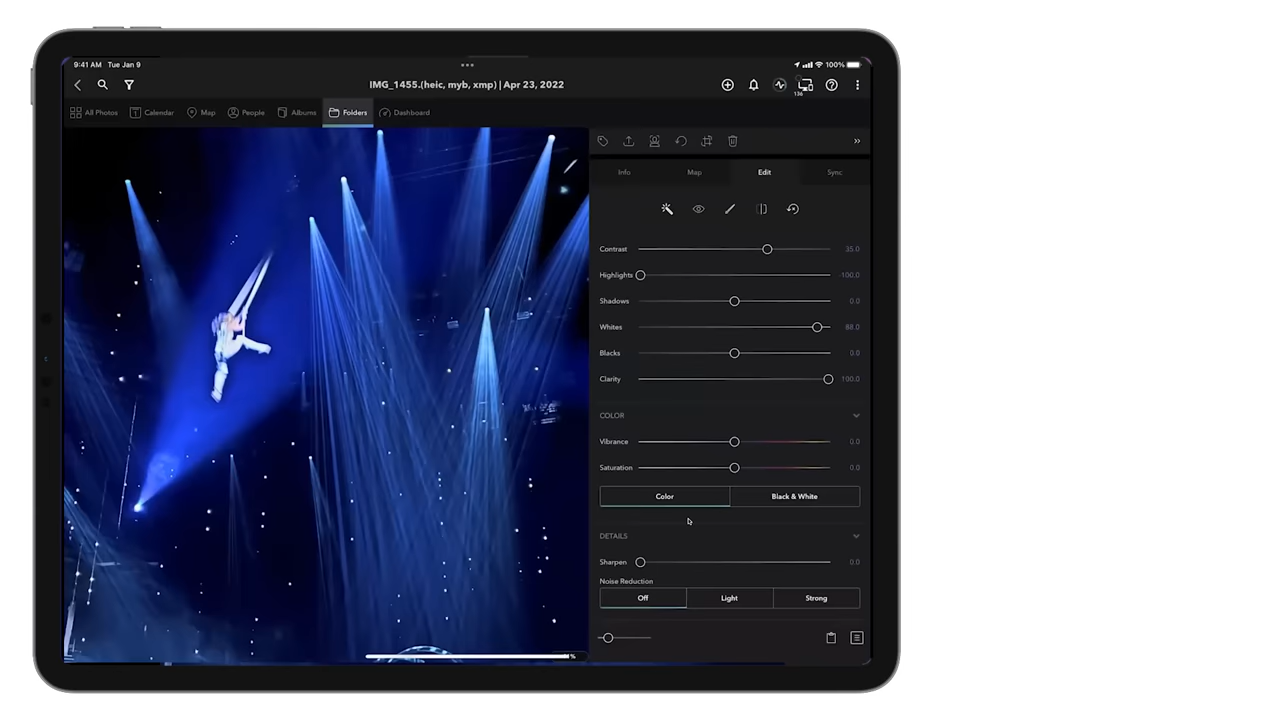 9:41 AM Tue Jan 9
100%
IMG_1455.(heic, myb, xmp) | Apr 23, 2022
136
All Photos
1 Calendar
Map
People
Albums
Folders
Dashboard
Info
Map
Edit
Sync
Contrast 35.0
Highlights -100.0
Shadows 0.0
Whites 88.0
Blacks 0.0
Clarity 100.0
COLOR
Vibrance 0.0
Saturation 0.0
Color
Black & White
DETAILS
Sharpen 0.0
Noise Reduction
Off
Light
Strong